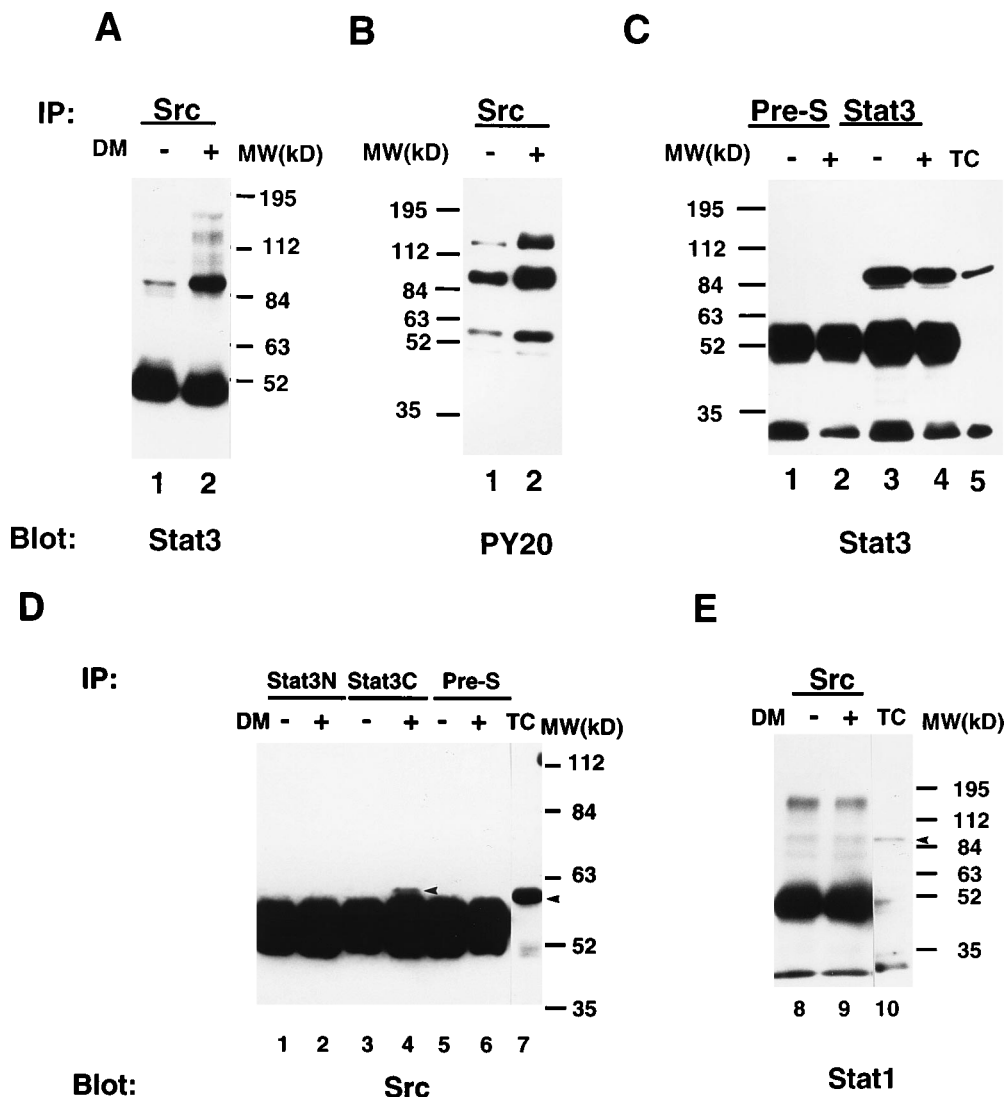 A
B
C
IP:
Src
Src
Pre-S Stat3
DM - + MW(kD)
MW(kD) - +
MW(kD) - + - + TC
195
112
84
63
52
195
112
84
63
52
35
195
112
84
63
52
35
1 2
1 2
1 2 3 4 5
Blot: Stat3
PY20
Stat3
D
E
IP:
Stat3N Stat3C Pre-S
Src
DM - + - + - + TC MW(kD)
DM - + TC MW(kD)
112
84
63
52
35
195
112
84
63
52
35
1 2 3 4 5 6 7
8 9 10
Blot: Src
Stat1